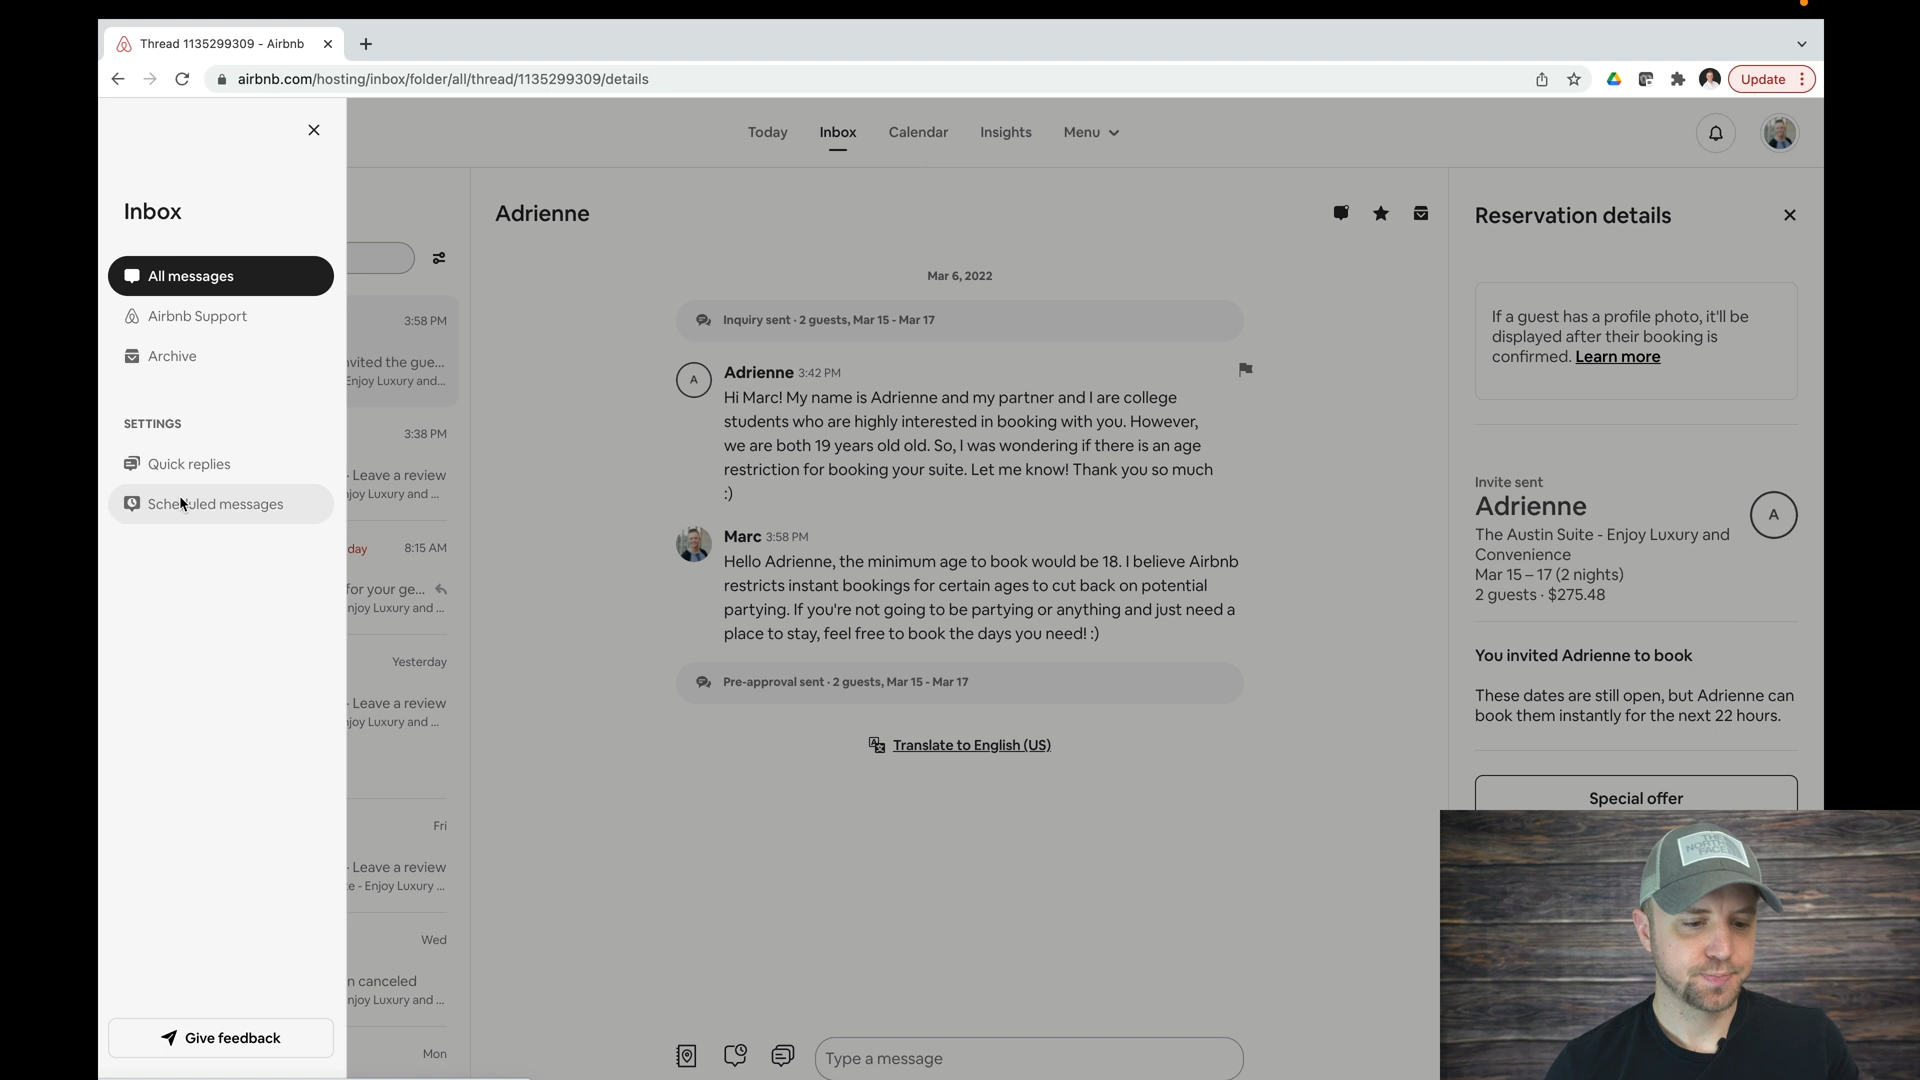 Thread 1135299309 - Airbnb
airbnb.com/hosting/inbox/folder/all/thread/1135299309/details
Update
Today
Inbox
Calendar
Insights
Menu
Inbox
All messages
Airbnb Support
Archive
SETTINGS
Quick replies
Scheduled messages
Give feedback
3:58 PM
nvited the gue...
Enjoy Luxury and...
3:38 PM
- Leave a review
njoy Luxury and ...
day 8:15 AM
for your ge...
njoy Luxury and ...
Yesterday
- Leave a review
njoy Luxury and ...
Fri
- Leave a review
e - Enjoy Luxury ...
Wed
n canceled
njoy Luxury and ...
Mon
Adrienne
Mar 6, 2022
Inquiry sent · 2 guests, Mar 15 - Mar 17
A
Adrienne 3:42 PM
Hi Marc! My name is Adrienne and my partner and I are college
students who are highly interested in booking with you. However,
we are both 19 years old old. So, I was wondering if there is an age
restriction for booking your suite. Let me know! Thank you so much
:)
Marc 3:58 PM
Hello Adrienne, the minimum age to book would be 18. I believe Airbnb
restricts instant bookings for certain ages to cut back on potential
partying. If you're not going to be partying or anything and just need a
place to stay, feel free to book the days you need! :)
Pre-approval sent · 2 guests, Mar 15 - Mar 17
Translate to English (US)
Type a message
Reservation details
If a guest has a profile photo, it'll be
displayed after their booking is
confirmed. Learn more
Invite sent
Adrienne
A
The Austin Suite - Enjoy Luxury and
Convenience
Mar 15 – 17 (2 nights)
2 guests · $275.48
You invited Adrienne to book
These dates are still open, but Adrienne can
book them instantly for the next 22 hours.
Special offer
THE
NORTH
FACE